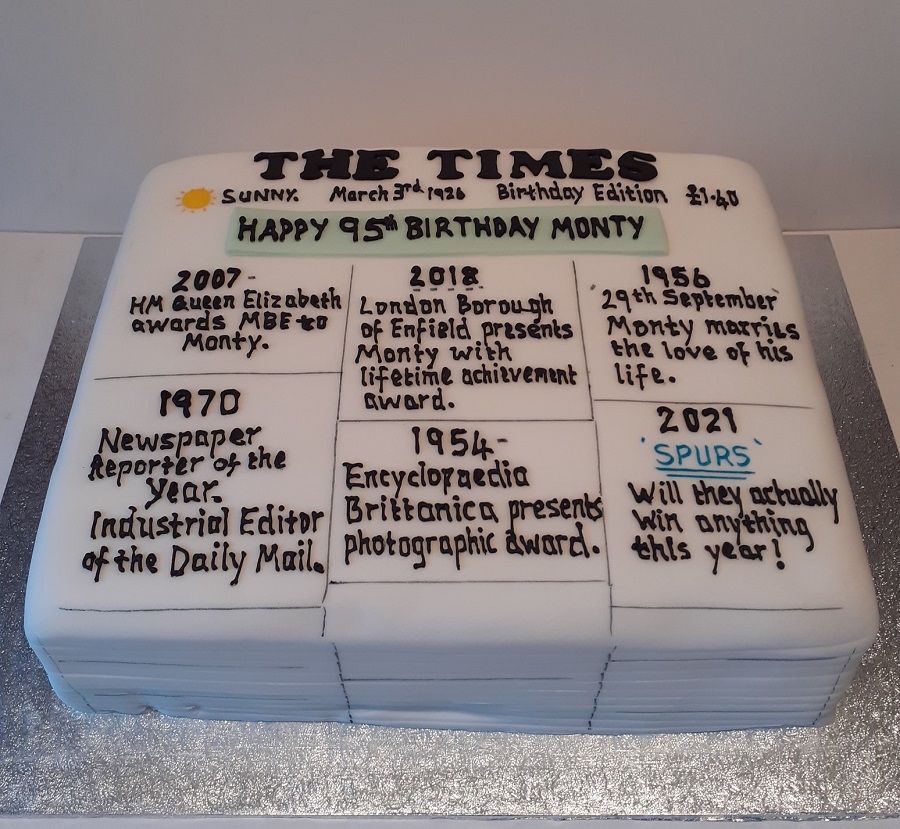 THE TIMES
SUNNY. March 3rd 1926 Birthday Edition £1.40
HAPPY 95th BIRTHDAY MONTY
2007-
HM Queen Elizabeth
awards MBE to
Monty.
2018
London Borough
of Enfield presents
Monty with
lifetime achievement
award.
1956
29th September
Monty marries
the love of his
life.
1970
Newspaper
Reporter of the
Year.
Industrial Editor
of the Daily Mail.
1954-
Encyclopaedia
Brittanica presents
photographic award.
2021
'SPURS'
Will they actually
win anything
this year!